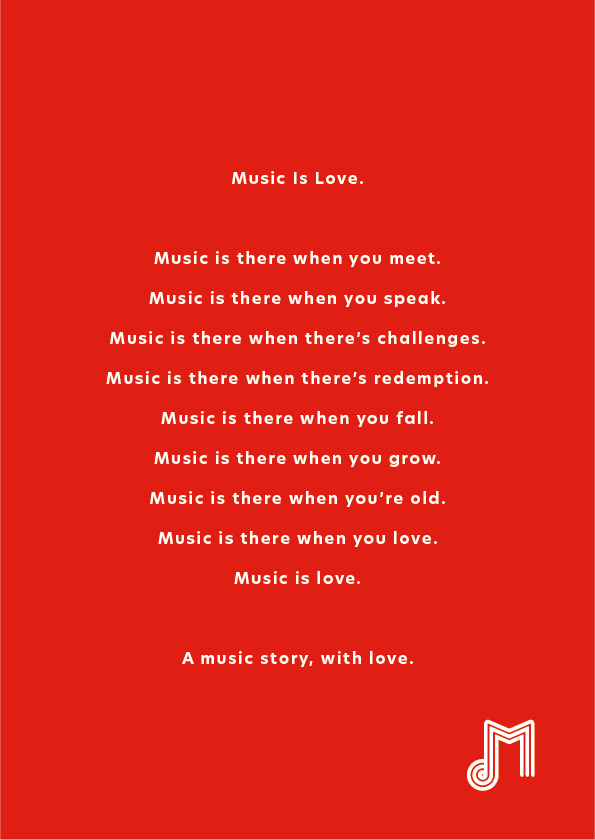 Music Is Love.
Music is there when you meet.
Music is there when you speak.
Music is there when there’s challenges.
Music is there when there’s redemption.
Music is there when you fall.
Music is there when you grow.
Music is there when you’re old.
Music is there when you love.
Music is love.
A music story, with love.